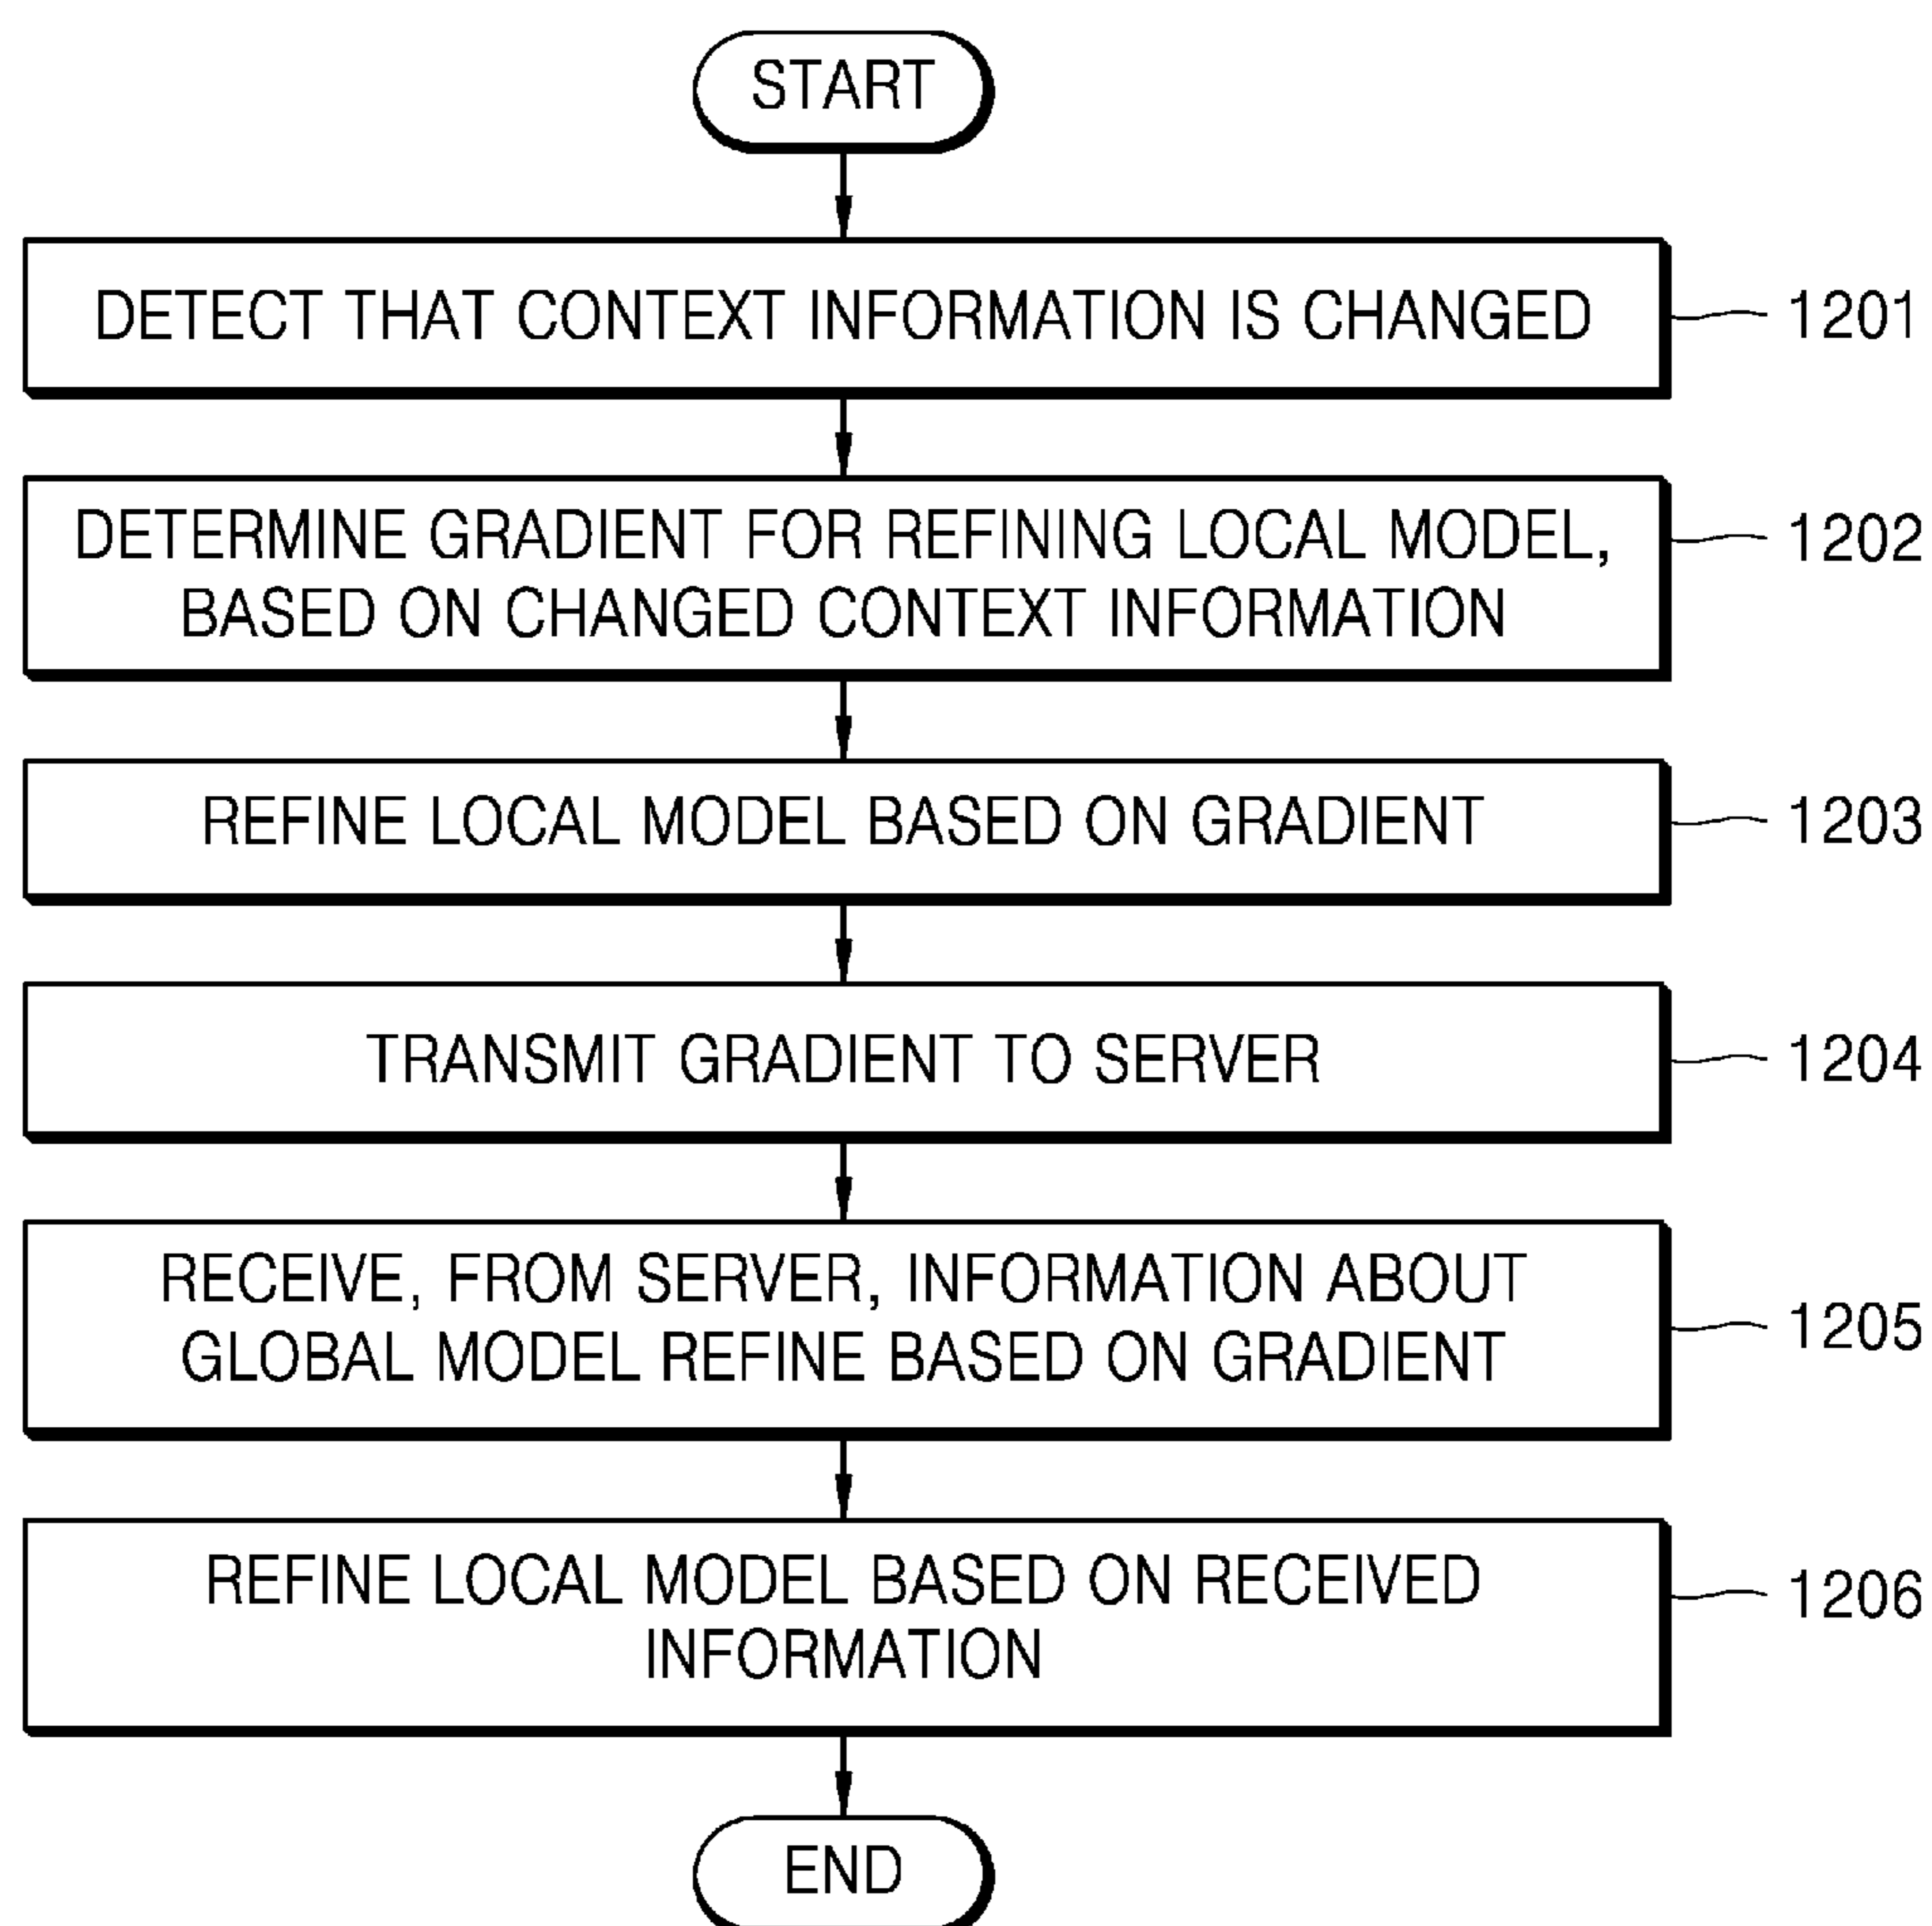 START
DETECT THAT CONTEXT INFORMATION IS CHANGED
1201
DETERMINE GRADIENT FOR REFINING LOCAL MODEL,
BASED ON CHANGED CONTEXT INFORMATION
1202
REFINE LOCAL MODEL BASED ON GRADIENT
1203
TRANSMIT GRADIENT TO SERVER
1204
RECEIVE, FROM SERVER, INFORMATION ABOUT
GLOBAL MODEL REFINE BASED ON GRADIENT
1205
REFINE LOCAL MODEL BASED ON RECEIVED
INFORMATION
1206
END